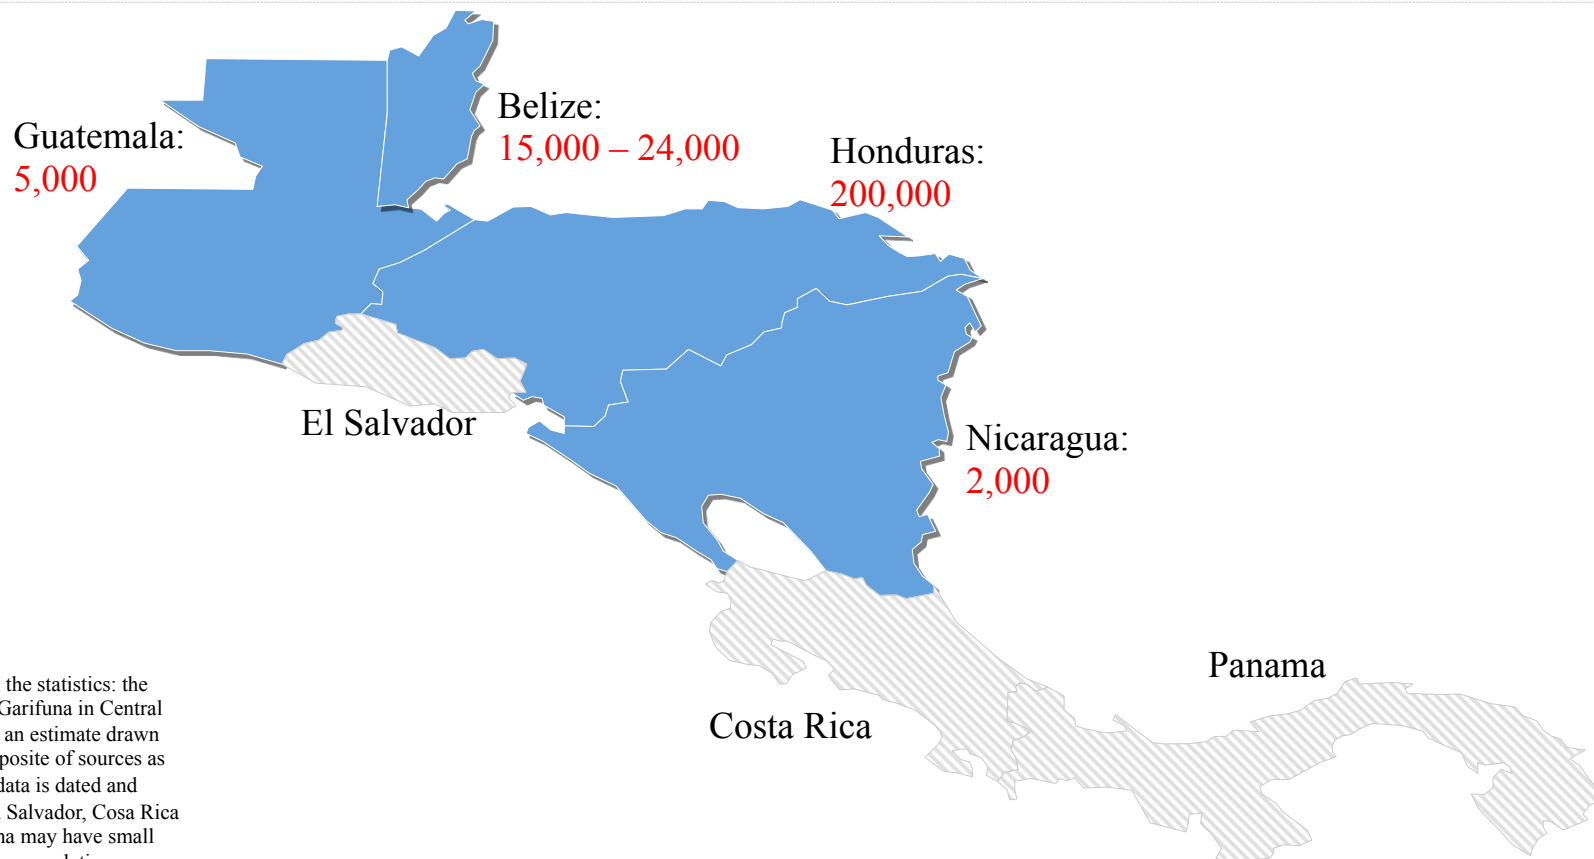 Belize:
15,000 – 24,000
Guatemala:
5,000
Honduras:
200,000
El Salvador
Nicaragua:
2,000
Panama
Costa Rica
the statistics: the
Garifuna in Central
an estimate drawn
posite of sources as
data is dated and
Salvador, Cosa Rica
na may have small